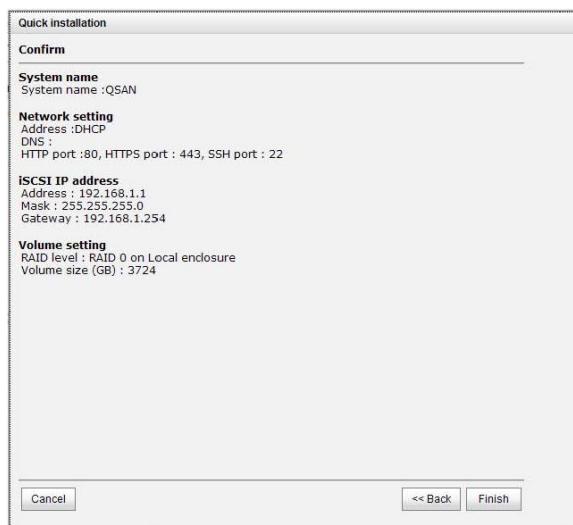 Quick installation
Confirm
System name
System name :QSAN
Network setting
Address :DHCP
DNS :
HTTP port :80, HTTPS port : 443, SSH port : 22
iSCSI IP address
Address : 192.168.1.1
Mask : 255.255.255.0
Gateway : 192.168.1.254
Volume setting
RAID level : RAID 0 on Local enclosure
Volume size (GB) : 3724
Cancel
<< Back
Finish